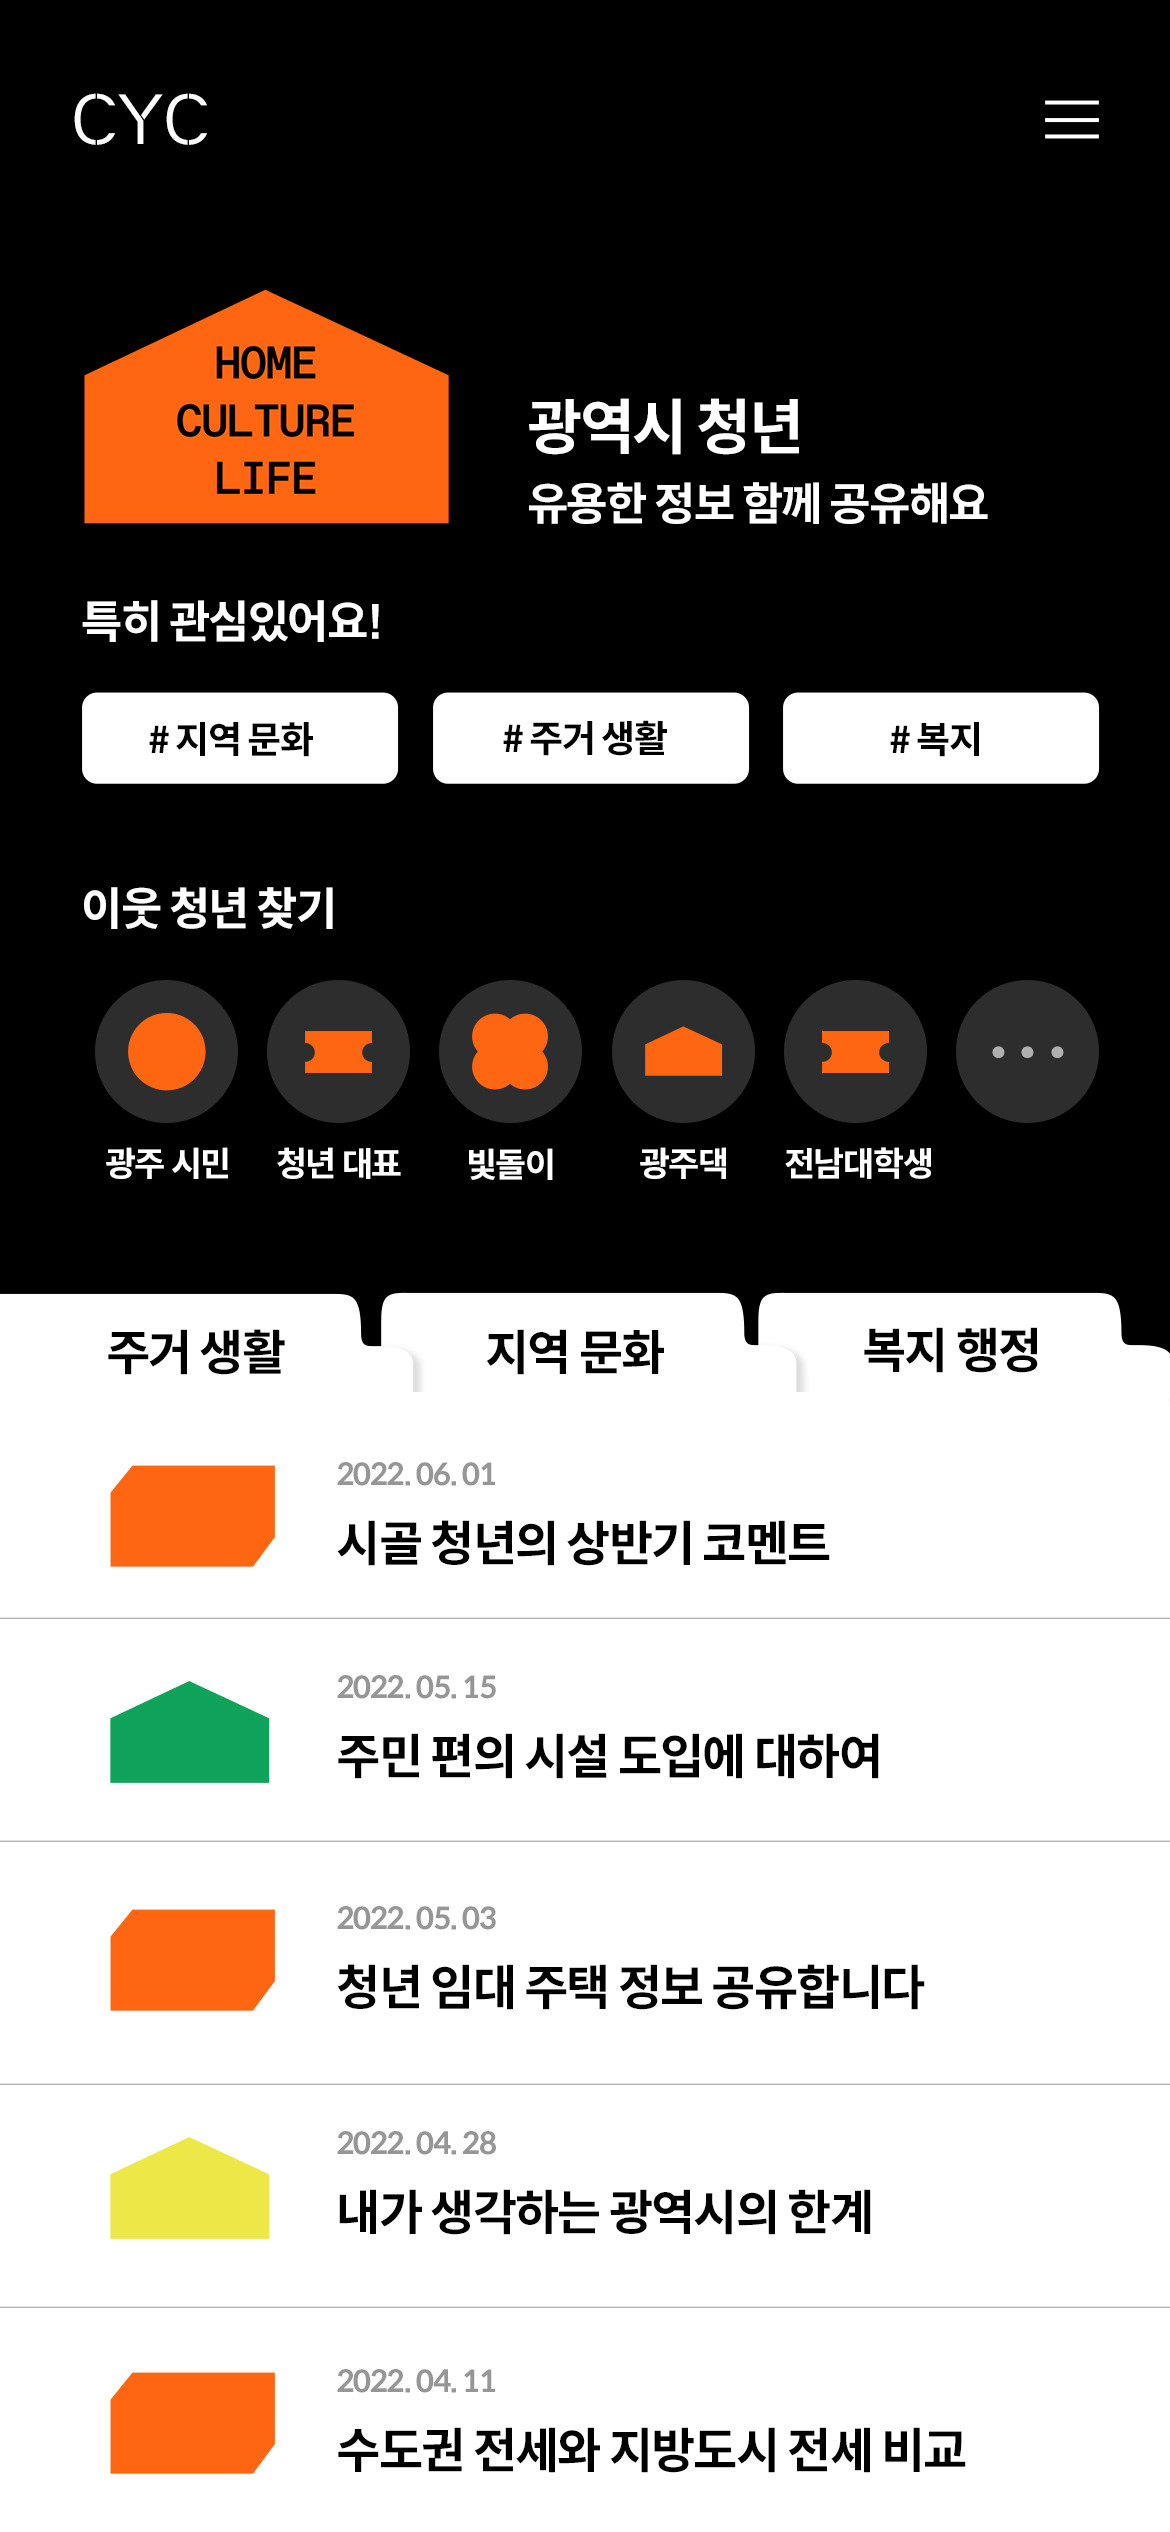 CYC
HOME
CULTURE
LIFE
광역시 청년
유용한 정보 함께 공유해요
특히 관심있어요!
# 지역 문화
# 주거 생활
# 복지
이웃 청년 찾기
광주 시민
청년 대표
빛돌이
광주댁
전남대학생
주거 생활
지역 문화
복지 행정
2022. 06. 01
시골 청년의 상반기 코멘트
2022. 05. 15
주민 편의 시설 도입에 대하여
2022. 05. 03
청년 임대 주택 정보 공유합니다
2022. 04. 28
내가 생각하는 광역시의 한계
2022. 04. 11
수도권 전세와 지방도시 전세 비교